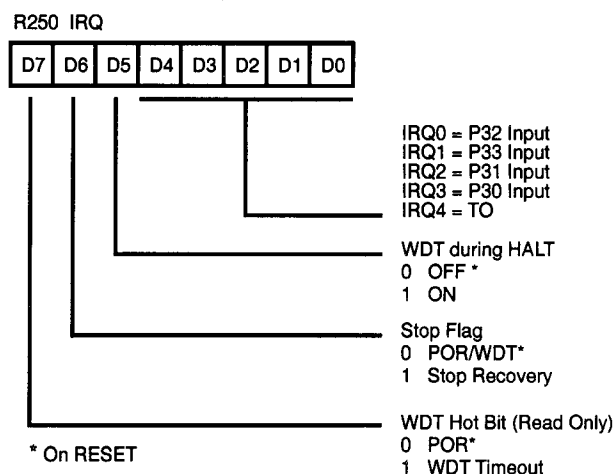 R250 IRQ
D7 D6 D5 D4 D3 D2 D1 D0
IRQ0 = P32 Input
IRQ1 = P33 Input
IRQ2 = P31 Input
IRQ3 = P30 Input
IRQ4 = TO
WDT during HALT
0 OFF *
1 ON
Stop Flag
0 POR/WDT*
1 Stop Recovery
WDT Hot Bit (Read Only)
0 POR*
1 WDT Timeout
* On RESET